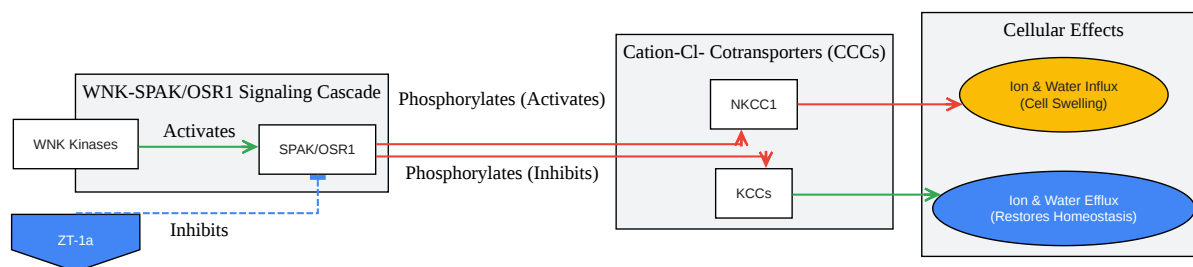 Cellular Effects
Cation-Cl- Cotransporters (CCCs)
WNK-SPAK/OSR1 Signaling Cascade
Phosphorylates (Activates)
NKCC1
Ion & Water Influx
(Cell Swelling)
Activates
WNK Kinases
SPAK/OSR1
Phosphorylates (Inhibits)
KCCs
Ion & Water Efflux
(Restores Homeostasis)
Inhibits
ZT-1a